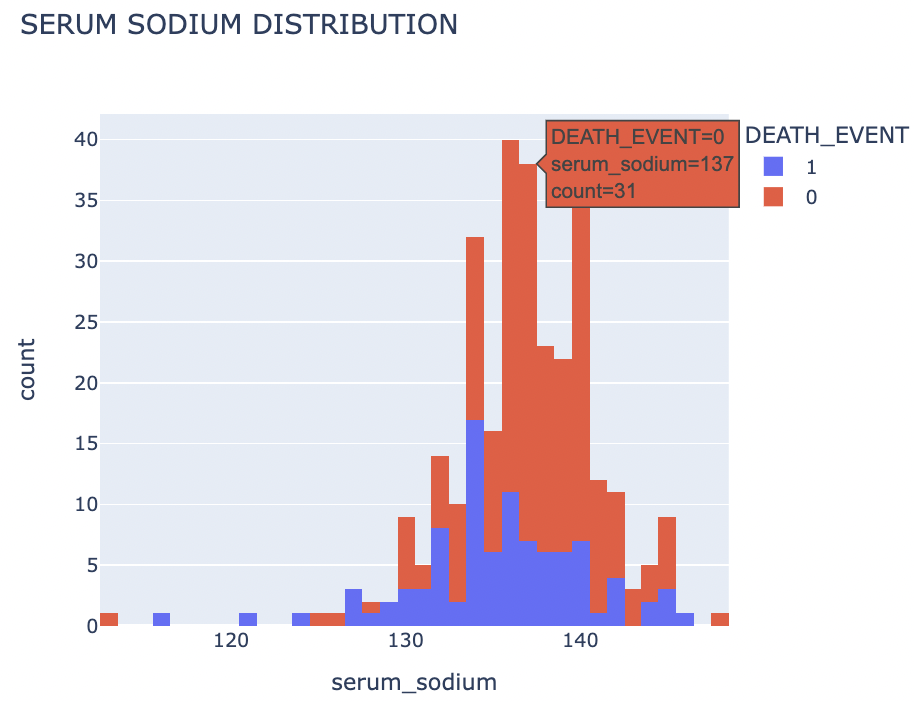 SERUM SODIUM DISTRIBUTION
DEATH_EVENT=0
serum_sodium=137
count=31
DEATH_EVENT
1
0
40
35
30
25
20
15
10
5
0
count
120
130
140
serum_sodium